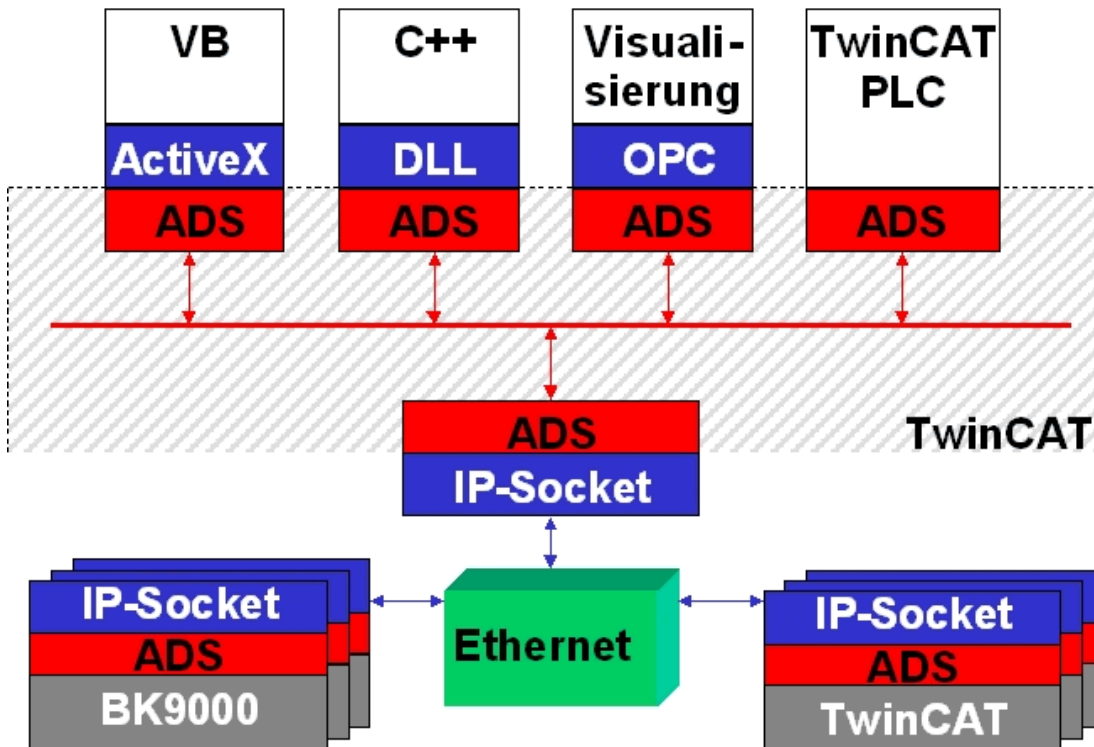 VB
ActiveX
ADS
C++
DLL
ADS
Visuali-
sierung
OPC
ADS
TwinCAT
PLC
ADS
TwinCAT
ADS
IP-Socket
IP-Socket
ADS
BK9000
Ethernet
IP-Socket
ADS
TwinCAT